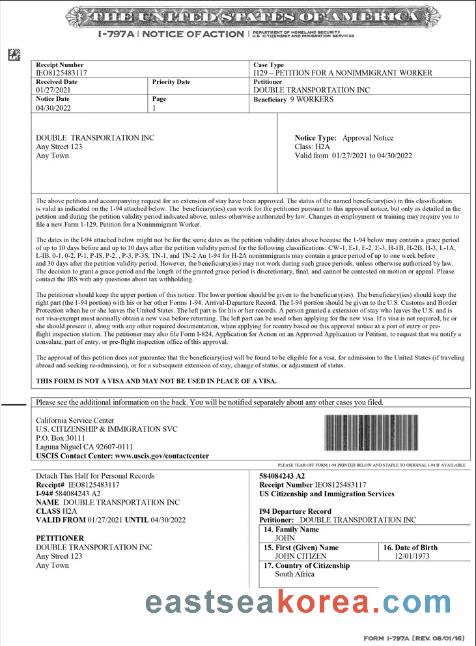 THE UNITED STATES OF AMERICA
I-797A | NOTICE OF ACTION | DEPARTMENT OF HOMELAND SECURITY
U.S. CITIZENSHIP AND IMMIGRATION SERVICES
Receipt Number
IEO8125483117
Case Type
I129 - PETITION FOR A NONIMMIGRANT WORKER
Received Date
01/27/2021
Priority Date
Petitioner
DOUBLE TRANSPORTATION INC
Notice Date
04/30/2022
Page
1
Beneficiary 9 WORKERS
DOUBLE TRANSPORTATION INC
Any Street 123
Any Town
Notice Type: Approval Notice
Class: H2A
Valid from 01/27/2021 to 04/30/2022
The above petition and accompanying request for an extension of stay have been approved. The status of the named beneficiary(ies) in this classification
is valid as indicated on the I-94 attached below. The beneficiary(ies) can work for the petitioner pursuant to this approval notice, but only as detailed in the
petition and during the petition validity period indicated above, unless otherwise authorized by law. Changes in employment or training may require you to
file a new Form I-129, Petition for a Nonimmigrant Worker.
The dates in the I-94 attached below might not be for the same dates as the petition validity dates above because the I-94 below may contain a grace period
of up to 10 days before and up to 10 days after the petition validity period for the following classifications: CW-1, E-1, E-2, E-3, H-1B, H-2B, H-3, L-1A,
L-1B, 0-1, 0-2, P-1, P-1S, P-2, , P-3, P-3S, TN-1, and TN-2 An I-94 for H-2A nonimmigrants may contain a grace period of up to one week before
and 30 days after the petition validity period. However, the beneficiary(ies) may not work during such grace periods, unless otherwise authorized by law.
The decision to grant a grace period and the length of the granted grace period is discretionary, final, and cannot be contested on motion or appeal. Please
contact the IRS with any questions about tax withholding.
The petitioner should keep the upper portion of this notice. The lower portion should be given to the beneficiary(ies). The beneficiary(ies) should keep the
right part (the I-94 portion) with his or her other Forms I-94. Arrival-Departure Record. The I-94 portion should be given to the U.S. Customs and Border
Protection when he or she leaves the United States. The left part is for his or her records. A person granted a extension of stay who leaves the U.S. and is
not visa-exempt must normally obtain a new visa before returning. The left part can be used when applying for the new visa. If a visa is not required, he or
she should present it, along with any other required documentation, when applying for reentry based on this approval notice at a port of entry or pre-
flight inspection station. The petitioner may also file Form I-824, Application for Action on an Approved Application or Petition, to request that we notify a
consulate, part of entry, or pre-flight inspection office of this approval.
The approval of this petition does not guarantee that the beneficiary(ies) will be found to be eligible for a visa, for admission to the United States (if traveling
abroad and seeking re-admission), or for a subsequent extension of stay, change of status, or adjustment of status.
THIS FORM IS NOT A VISA AND MAY NOT BE USED IN PLACE OF A VISA.
Please see the additional information on the back. You will be notified separately about any other cases you filed.
California Service Center
U.S. CITIZENSHIP & IMMIGRATION SVC
P.O. Box 30111
Laguna Niguel CA 92607-0111
USCIS Contact Center: www.uscis.gov/contactcenter
PLEASE TEAR OFF FORM I-94 PRINTED BELOW AND STAPLE TO ORIGINAL I-94 IF AVAILABLE
Detach This Half for Personal Records
Receipt# IEO8125483117
I-94# 584084243 A2
NAME DOUBLE TRANSPORTATION INC
CLASS H2A
VALID FROM 01/27/2021 UNTIL 04/30/2022
PETITIONER
DOUBLE TRANSPORTATION INC
Any Street 123
Any Town
584084243 A2
Receipt Number IEO8125483117
US Citizenship and Immigration Services
I94 Departure Record
Petitioner: DOUBLE TRANSPORTATION INC
14. Family Name
JOHN
15. First (Given) Name
JOHN CITIZEN
16. Date of Birth
12/01/1973
17. Country of Citizenship
South Africa
eastseakorea.com
FORM I-797A (REV. 08/01/16)